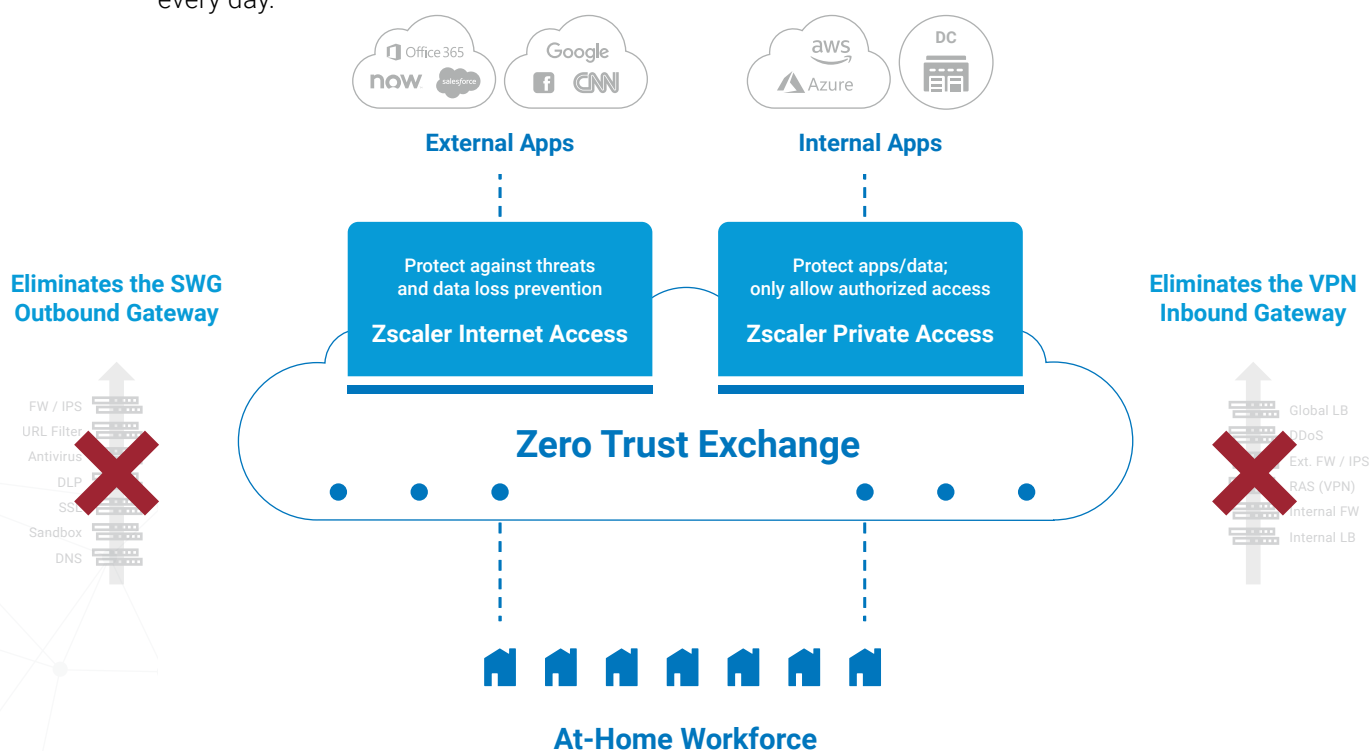 every day.
Office 365
now
salesforce
Google
f
CNN
aws
Azure
DC
External Apps
Internal Apps
Eliminates the SWG
Outbound Gateway
FW / IPS
URL Filter
Antivirus
DLP
SSL
Sandbox
DNS
Protect against threats
and data loss prevention
Zscaler Internet Access
Protect apps/data;
only allow authorized access
Zscaler Private Access
Zero Trust Exchange
Eliminates the VPN
Inbound Gateway
Global LB
DDoS
Ext. FW / IPS
RAS (VPN)
Internal FW
Internal LB
At-Home Workforce